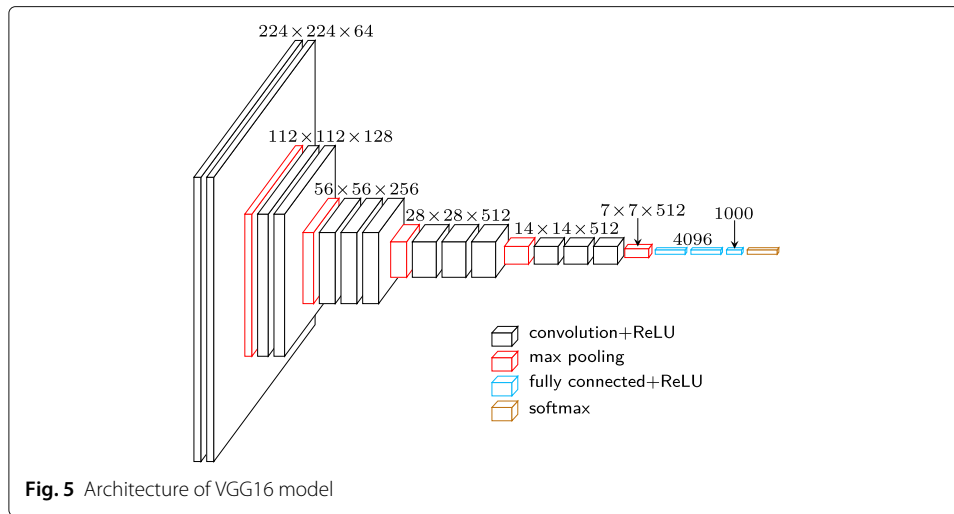 224×224×64
112×112×128
56×56×256
28×28×512
14×14×512
7×7×512
4096
1000
convolution+ReLU
max pooling
fully connected+ReLU
softmax
Fig. 5 Architecture of VGG16 model